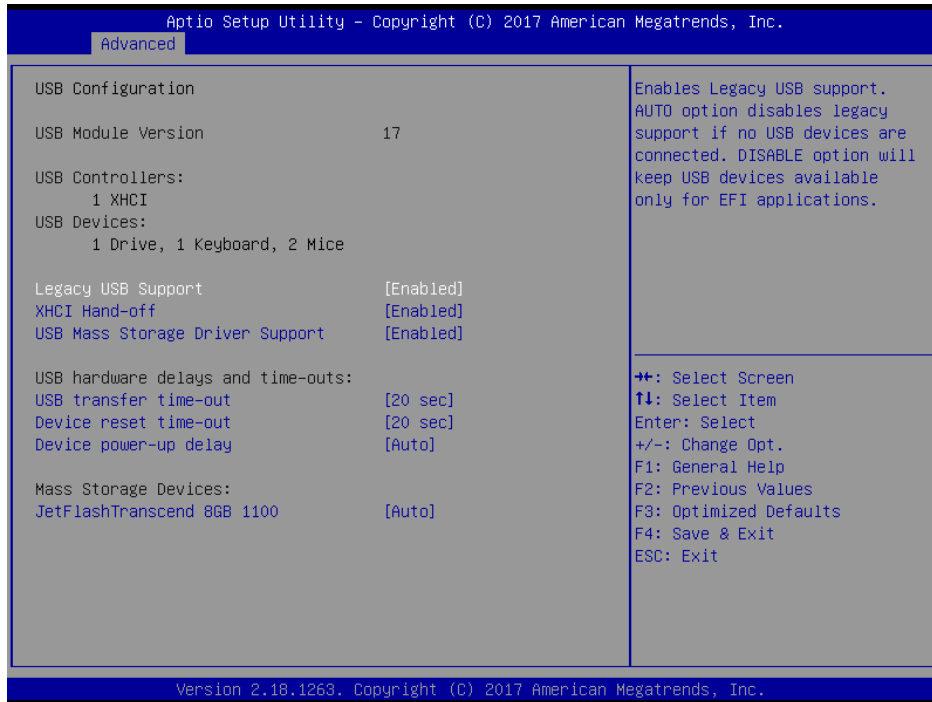 Aptio Setup Utility – Copyright (C) 2017 American Megatrends, Inc.
Advanced
USB Configuration
USB Module Version 17
USB Controllers:
1 XHCI
USB Devices:
1 Drive, 1 Keyboard, 2 Mice
Legacy USB Support [Enabled]
XHCI Hand-off [Enabled]
USB Mass Storage Driver Support [Enabled]
USB hardware delays and time-outs:
USB transfer time-out [20 sec]
Device reset time-out [20 sec]
Device power-up delay [Auto]
Mass Storage Devices:
JetFlashTranscend 8GB 1100 [Auto]
Enables Legacy USB support.
AUTO option disables legacy
support if no USB devices are
connected. DISABLE option will
keep USB devices available
only for EFI applications.
→←: Select Screen
↑↓: Select Item
Enter: Select
+/-: Change Opt.
F1: General Help
F2: Previous Values
F3: Optimized Defaults
F4: Save & Exit
ESC: Exit
Version 2.18.1263. Copyright (C) 2017 American Megatrends, Inc.